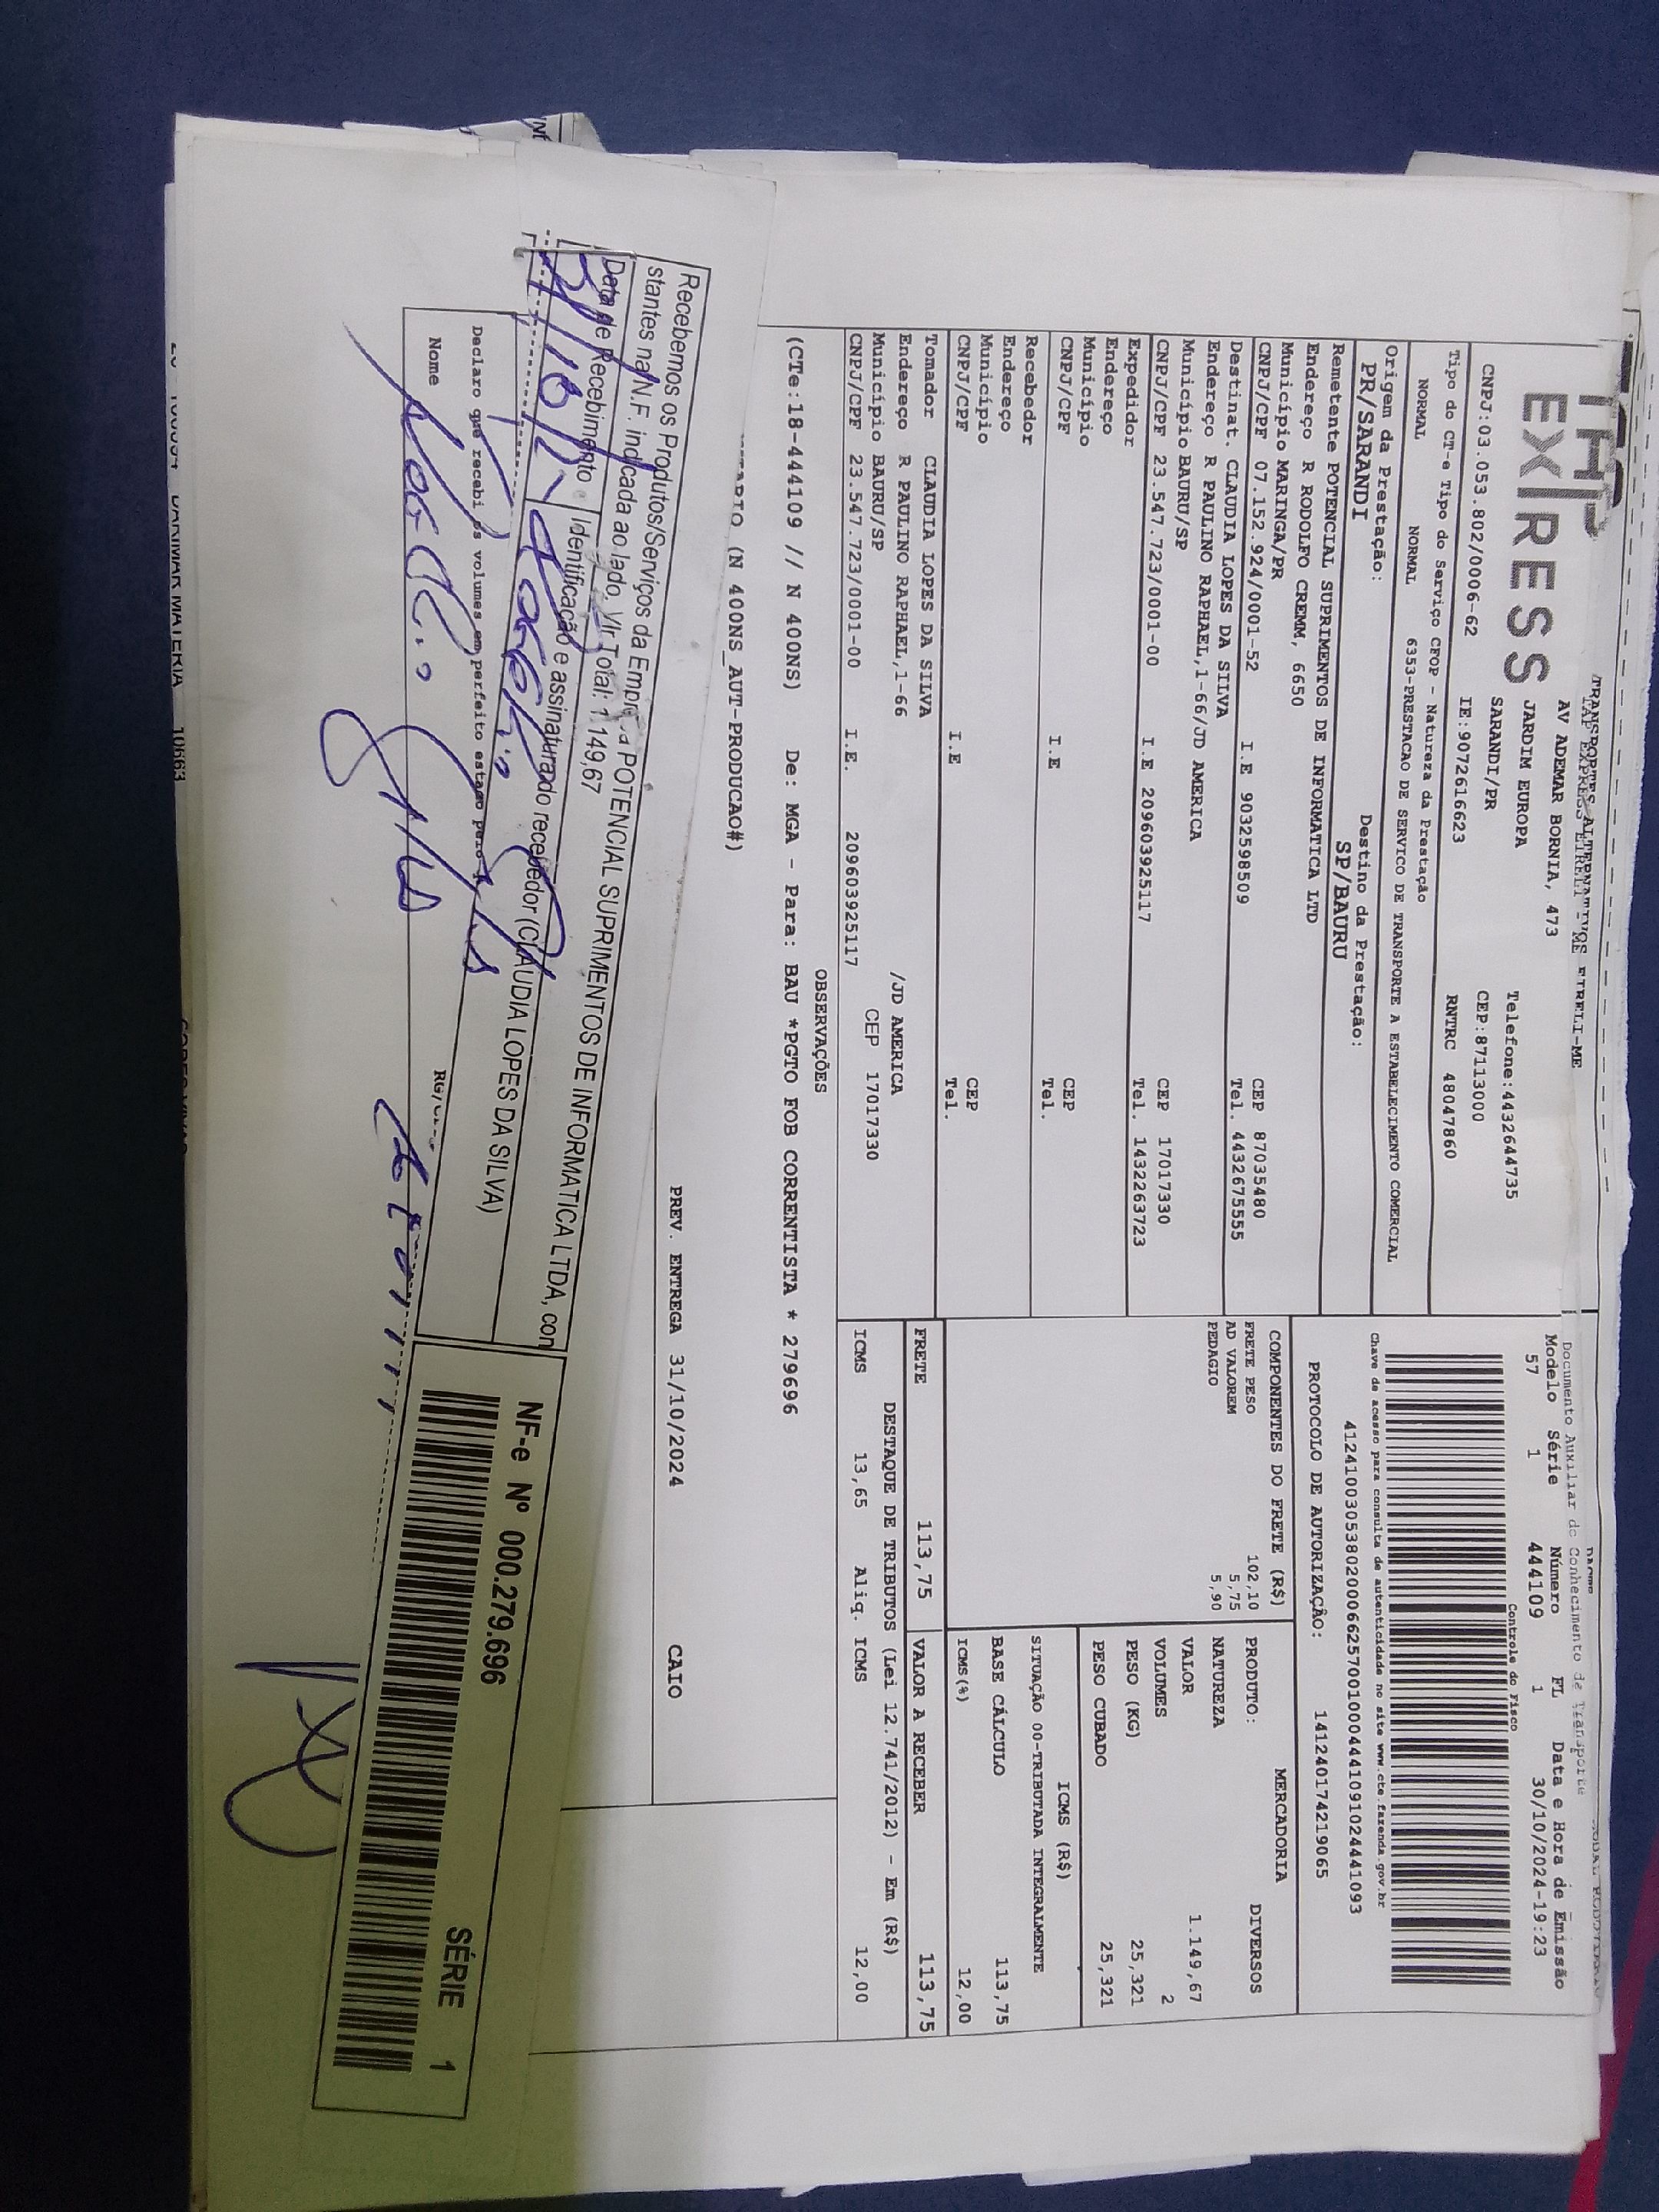 EXPRESS
TRANSPORTES ALTERNATIVOS EIRELI-ME
AV ADEMAR BORNIA, 473
JARDIM EUROPA
Telefone:4432644735
SARANDI/PR
CEP:87113000
CNPJ:03.053.802/0006-62 IE:9072616623 RNTRC 48047860
Tipo do CT-e Tipo do Serviço CFOP - Natureza da Prestação
NORMAL NORMAL 6353-PRESTACAO DE SERVICO DE TRANSPORTE A ESTABELECIMENTO COMERCIAL
Origem da Prestação: Destino da Prestação:
PR/SARANDI SP/BAURU
Remetente POTENCIAL SUPRIMENTOS DE INFORMATICA LTD
Endereço R RODOLFO CREMM, 6650
Município MARINGA/PR CEP 87035480
CNPJ/CPF 07.152.924/0001-52 I.E 9032598509 Tel. 4432675555
Destinat. CLAUDIA LOPES DA SILVA
Endereço R PAULINO RAPHAEL,1-66/JD AMERICA
Município BAURU/SP CEP 17017330
CNPJ/CPF 23.547.723/0001-00 I.E 209603925117 Tel. 1432263723
Expedidor
Endereço
Município CEP
CNPJ/CPF I.E Tel.
Recebedor
Endereço
Município CEP
CNPJ/CPF I.E Tel.
Tomador CLAUDIA LOPES DA SILVA
Endereço R PAULINO RAPHAEL,1-66 /JD AMERICA
Município BAURU/SP CEP 17017330
CNPJ/CPF 23.547.723/0001-00 I.E. 209603925117
Documento Auxiliar de Conhecimento de Transporte
Modelo Série Número FL Data e Hora de Emissão
57 1 444109 1 30/10/2024-19:23
Controle do Fisco
Chave de acesso para consulta de autenticidade no site www.cte.fazenda.gov.br
41241003053802000662570010004441091024441093
PROTOCOLO DE AUTORIZAÇÃO: 141240174219065
COMPONENTES DO FRETE (R$)
FRETE PESO 102,10
AD VALOREM 5,75
PEDAGIO 5,90
MERCADORIA
PRODUTO: DIVERSOS
NATUREZA
VALOR 1.149,67
VOLUMES 2
PESO (KG) 25,321
PESO CUBADO 25,321
ICMS (R$)
SITUAÇÃO 00-TRIBUTADA INTEGRALMENTE
BASE CÁLCULO 113,75
ICMS(%) 12,00
FRETE 113,75 VALOR A RECEBER 113,75
DESTAQUE DE TRIBUTOS (Lei 12.741/2012) - Em (R$)
ICMS 13,65 Aliq. ICMS 12,00
OBSERVAÇÕES
(CTe:18-444109 // N 400NS) De: MGA - Para: BAU *PGTO FOB CORRENTISTA * 279696
(N 400NS_AUT-PRODUCAO#)
PREV. ENTREGA 31/10/2024 CAIO
Recebemos os Produtos/Serviços da Empresa POTENCIAL SUPRIMENTOS DE INFORMATICA LTDA, con
stantes na N.F. indicada ao lado. Vlr Total: 1.149,67
Data de Recebimento Identificação e assinatura do recebedor (CLAUDIA LOPES DA SILVA)
NF-e Nº 000.279.696 SÉRIE 1
Declaro que recebi os volumes em perfeito estado pelo
Nome